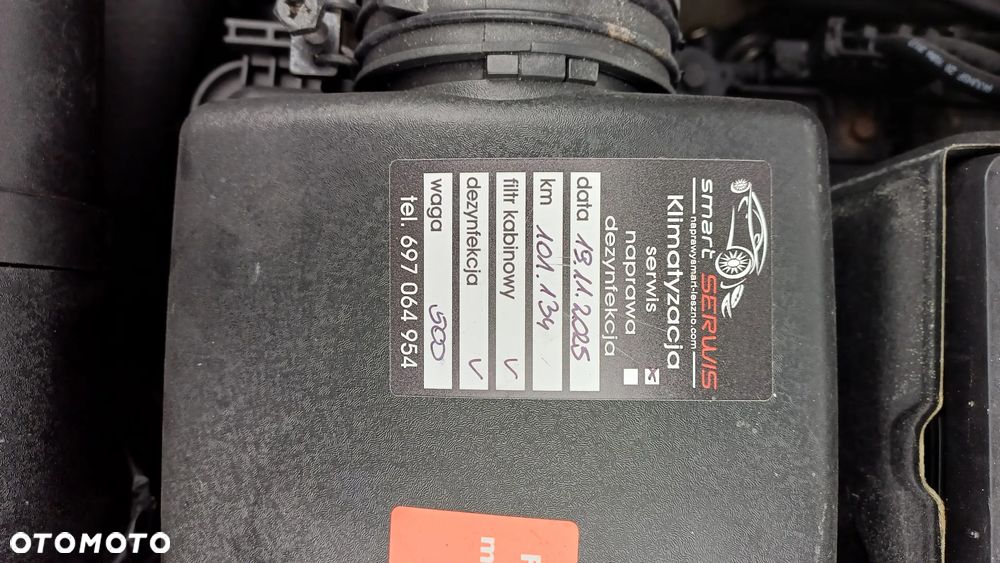 smart SERWIS
naprawysmart-leszno.com
Klimatyzacja
serwis x
naprawa
dezynfekcja
data 13.11.2025
km 101.134
filtr kabinowy ✓
dezynfekcja ✓
waga 500
tel. 697 064 954
OTOMOTO